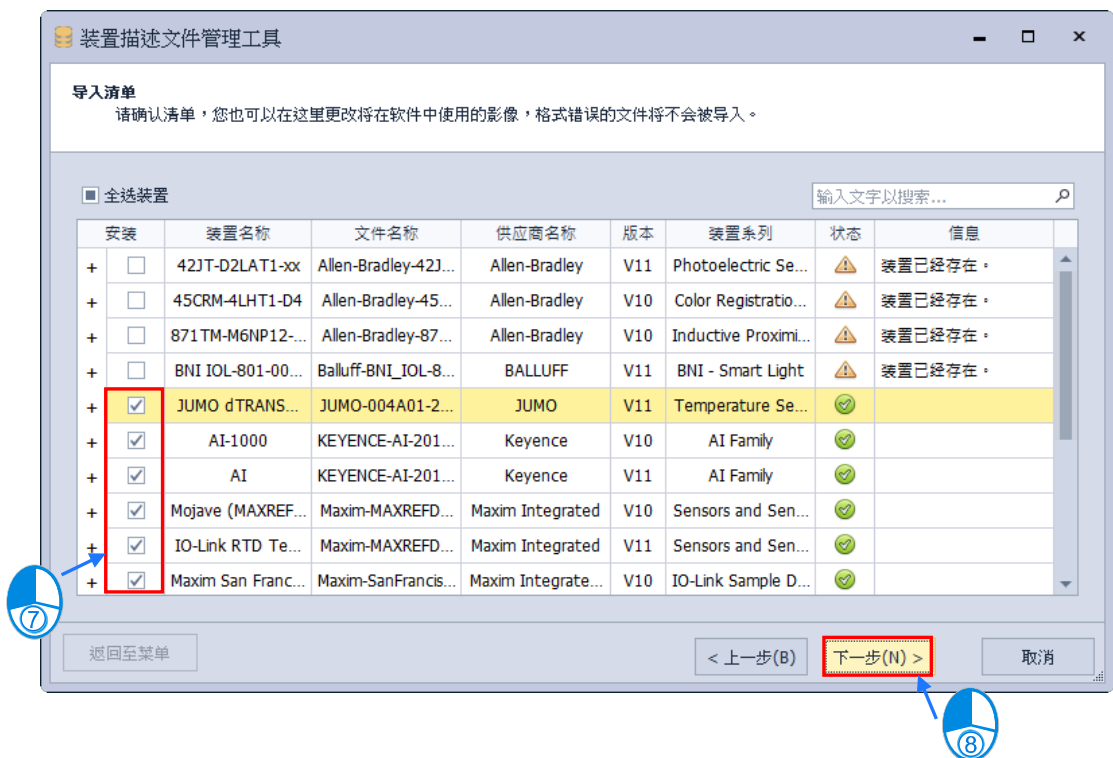 装置描述文件管理工具
导入清单
请确认清单，您也可以在这里更改将在软件中使用的影像，格式错误的文件将不会被导入。
全选装置
输入文字以搜索...
安装 装置名称 文件名称 供应商名称 版本 装置系列 状态 信息
+ 42JT-D2LAT1-xx Allen-Bradley-42J... Allen-Bradley V11 Photoelectric Se... 装置已经存在。
+ 45CRM-4LHT1-D4 Allen-Bradley-45... Allen-Bradley V10 Color Registratio... 装置已经存在。
+ 871TM-M6NP12-... Allen-Bradley-87... Allen-Bradley V10 Inductive Proximi... 装置已经存在。
+ BNI IOL-801-00... Balluff-BNI_IOL-8... BALLUFF V11 BNI - Smart Light 装置已经存在。
+ JUMO dTRANS... JUMO-004A01-2... JUMO V11 Temperature Se...
+ AI-1000 KEYENCE-AI-201... Keyence V10 AI Family
+ AI KEYENCE-AI-201... Keyence V11 AI Family
+ Mojave (MAXREF... Maxim-MAXREFD... Maxim Integrated V10 Sensors and Sen...
+ IO-Link RTD Te... Maxim-MAXREFD... Maxim Integrated V11 Sensors and Sen...
+ Maxim San Franc... Maxim-SanFrancis... Maxim Integrate... V10 IO-Link Sample D...
⑦
返回至菜单 < 上一步(B) 下一步(N) > 取消
⑧